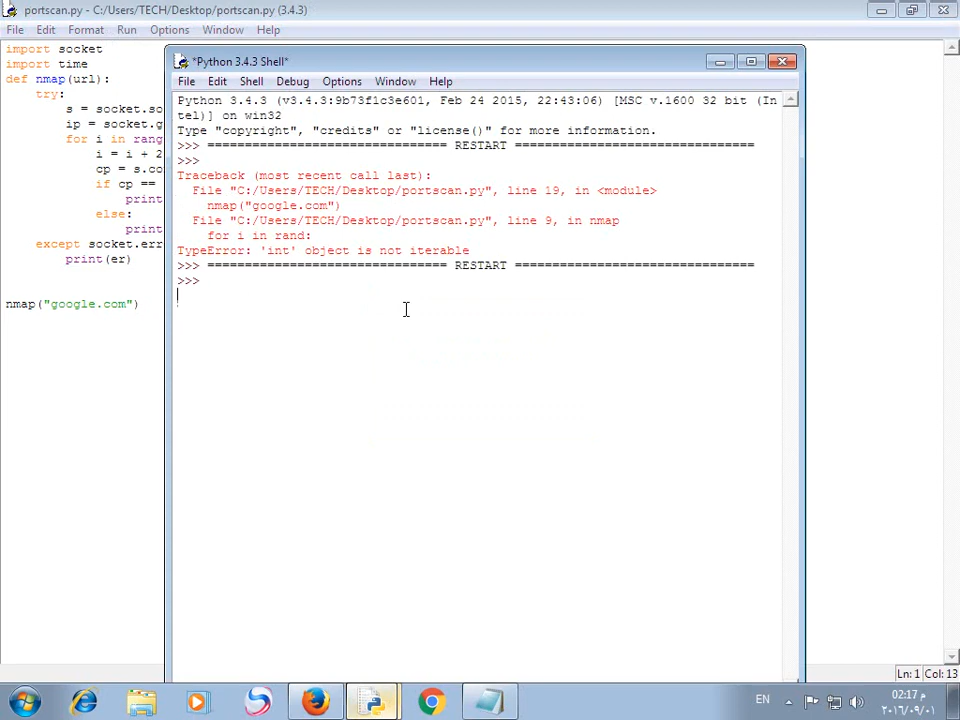 portscan.py - C:/Users/TECH/Desktop/portscan.py (3.4.3)
File Edit Format Run Options Window Help
import socket
import time
def nmap(url):
try:
s = socket.so
ip = socket.g
for i in rang
i = i + 2
cp = s.co
if cp ==
print
else:
print
except socket.err
print(er)
nmap("google.com")
*Python 3.4.3 Shell*
File Edit Shell Debug Options Window Help
Python 3.4.3 (v3.4.3:9b73f1c3e601, Feb 24 2015, 22:43:06) [MSC v.1600 32 bit (In
tel)] on win32
Type "copyright", "credits" or "license()" for more information.
>>> ================================ RESTART ================================
>>>
Traceback (most recent call last):
File "C:/Users/TECH/Desktop/portscan.py", line 19, in <module>
nmap("google.com")
File "C:/Users/TECH/Desktop/portscan.py", line 9, in nmap
for i in rand:
TypeError: 'int' object is not iterable
>>> ================================ RESTART ================================
>>>
Ln: 1 Col: 13
EN
02:17 م
٢٠١٦/٠٩/٠١